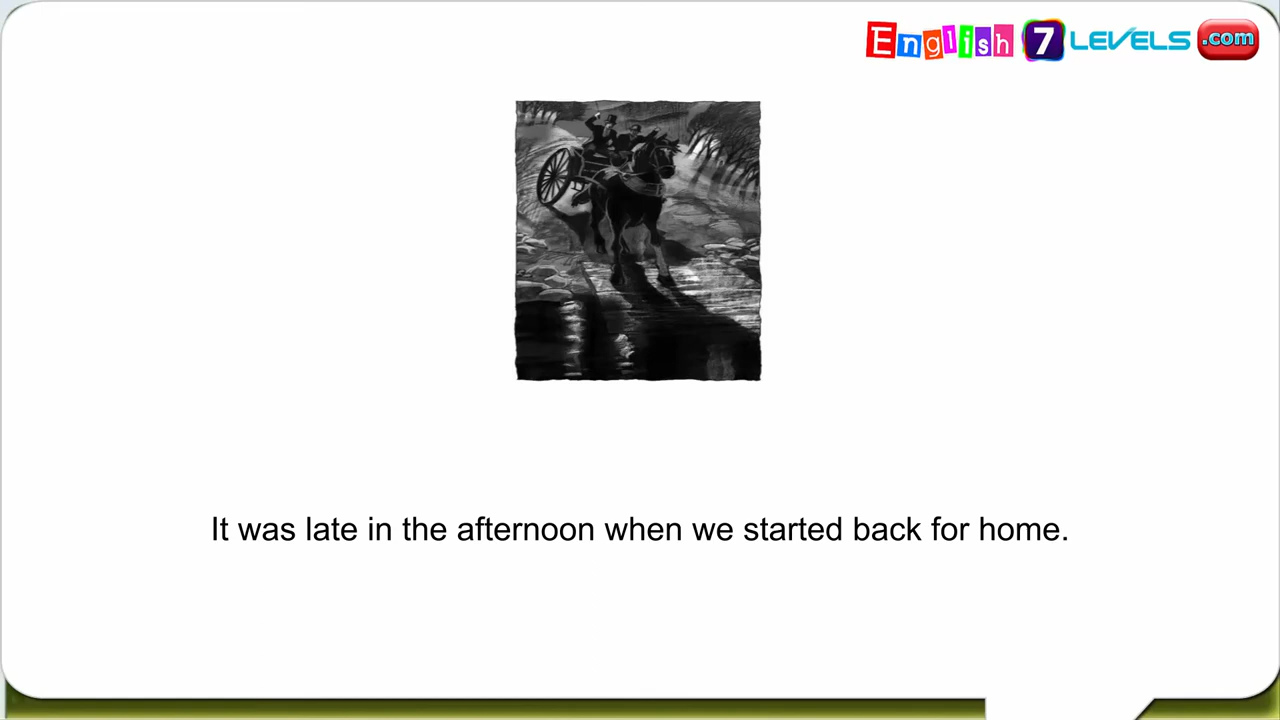 English 7 LEVELS .com
It was late in the afternoon when we started back for home.